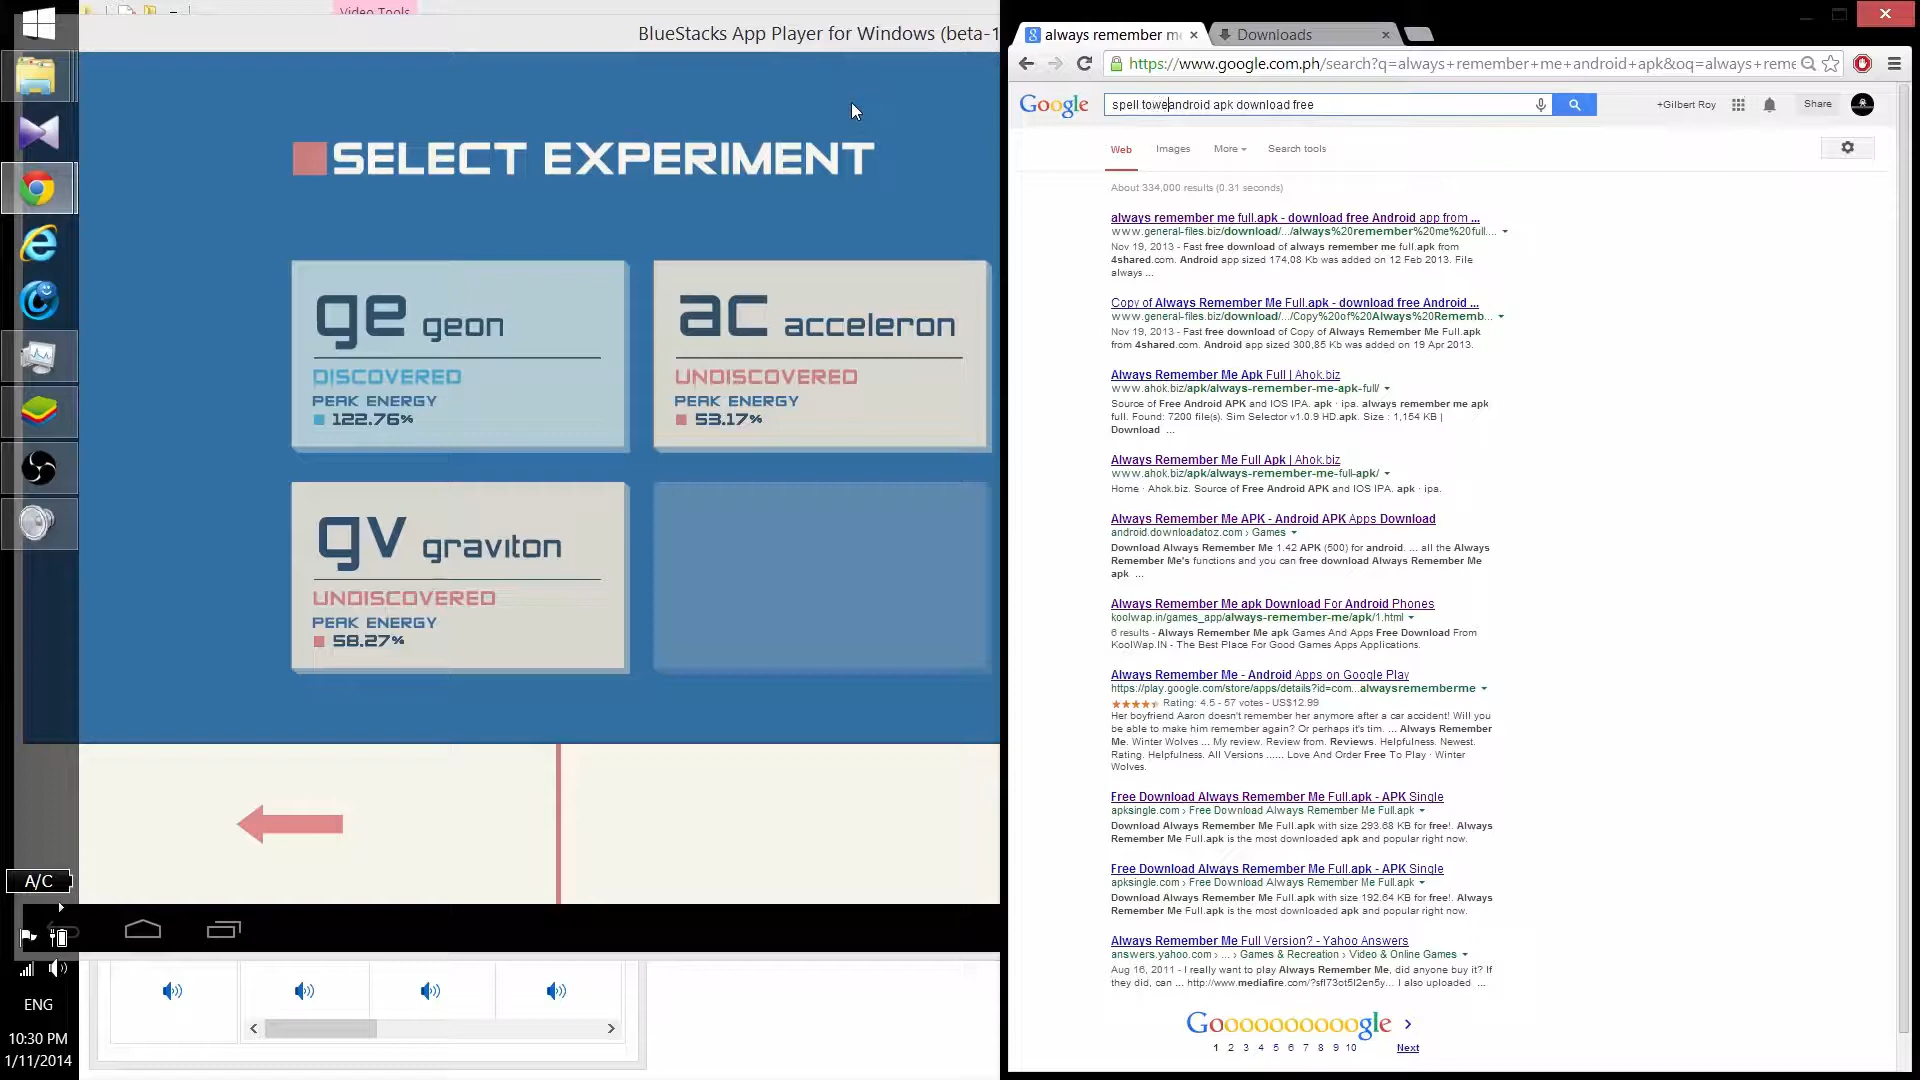 Video Tools
BlueStacks App Player for Windows (beta-1
SELECT EXPERIMENT
ge geon
DISCOVERED
PEAK ENERGY
122.76%
ac acceleron
UNDISCOVERED
PEAK ENERGY
53.17%
gv graviton
UNDISCOVERED
PEAK ENERGY
58.27%
A/C
ENG
10:30 PM
1/11/2014
always remember me
Downloads
https://www.google.com.ph/search?q=always+remember+me+android+apk&oq=always+reme
Google
spell toweandroid apk download free
+Gilbert Roy
Share
Web
Images
More
Search tools
About 334,000 results (0.31 seconds)
always remember me full.apk - download free Android app from ...
www.general-files.biz/download/.../always%20remember%20me%20full....
Nov 19, 2013 - Fast free download of always remember me full.apk from
4shared.com. Android app sized 174,08 Kb was added on 12 Feb 2013. File
always ...
Copy of Always Remember Me Full.apk - download free Android ...
www.general-files.biz/download/.../Copy%20of%20Always%20Rememb...
Nov 19, 2013 - Fast free download of Copy of Always Remember Me Full.apk
from 4shared.com. Android app sized 300,85 Kb was added on 19 Apr 2013.
Always Remember Me Apk Full | Ahok.biz
www.ahok.biz/apk/always-remember-me-apk-full/
Source of Free Android APK and IOS IPA. apk · ipa. always remember me apk
full. Found: 7200 file(s). Sim Selector v1.0.9 HD.apk. Size : 1,154 KB |
Download ...
Always Remember Me Full Apk | Ahok.biz
www.ahok.biz/apk/always-remember-me-full-apk/
Home · Ahok.biz. Source of Free Android APK and IOS IPA. apk · ipa.
Always Remember Me APK - Android APK Apps Download
android.downloadatoz.com › Games
Download Always Remember Me 1.42 APK (500) for android. ... all the Always
Remember Me's functions and you can free download Always Remember Me
apk ...
Always Remember Me apk Download For Android Phones
koolwap.in/games_app/always-remember-me/apk/1.html
6 results - Always Remember Me apk Games And Apps Free Download From
KoolWap.IN - The Best Place For Good Games Apps Applications.
Always Remember Me - Android Apps on Google Play
https://play.google.com/store/apps/details?id=com...alwaysrememberme
Rating: 4.5 - 57 votes - US$12.99
Her boyfriend Aaron doesn't remember her anymore after a car accident! Will you
be able to make him remember again? Or perhaps it's tim. ... Always Remember
Me. Winter Wolves ... My review. Review from. Reviews. Helpfulness. Newest.
Rating. Helpfulness. All Versions ...... Love And Order Free To Play · Winter
Wolves.
Free Download Always Remember Me Full.apk - APK Single
apksingle.com › Free Download Always Remember Me Full.apk
Download Always Remember Me Full.apk with size 293.68 KB for free!. Always
Remember Me Full.apk is the most downloaded apk and popular right now.
Free Download Always Remember Me Full.apk - APK Single
apksingle.com › Free Download Always Remember Me Full.apk
Download Always Remember Me Full.apk with size 192.64 KB for free!. Always
Remember Me Full.apk is the most downloaded apk and popular right now.
Always Remember Me Full Version? - Yahoo Answers
answers.yahoo.com › ... › Games & Recreation › Video & Online Games
Aug 16, 2011 - I really want to play Always Remember Me, did anyone buy it? If
they did, can ... http://www.mediafire.com/?sfl73ot5l2en5y... I also uploaded ...
Goooooooooogle
1 2 3 4 5 6 7 8 9 10 Next